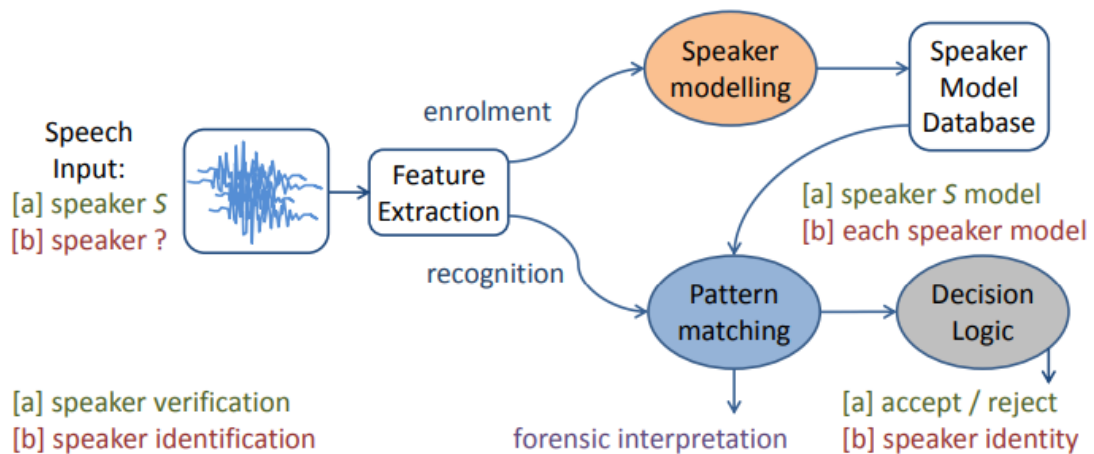 Speech
Input:
[a] speaker S
[b] speaker ?
Feature
Extraction
enrolment
recognition
Speaker
modelling
Speaker
Model
Database
[a] speaker S model
[b] each speaker model
Pattern
matching
Decision
Logic
[a] speaker verification
[b] speaker identification
forensic interpretation
[a] accept / reject
[b] speaker identity